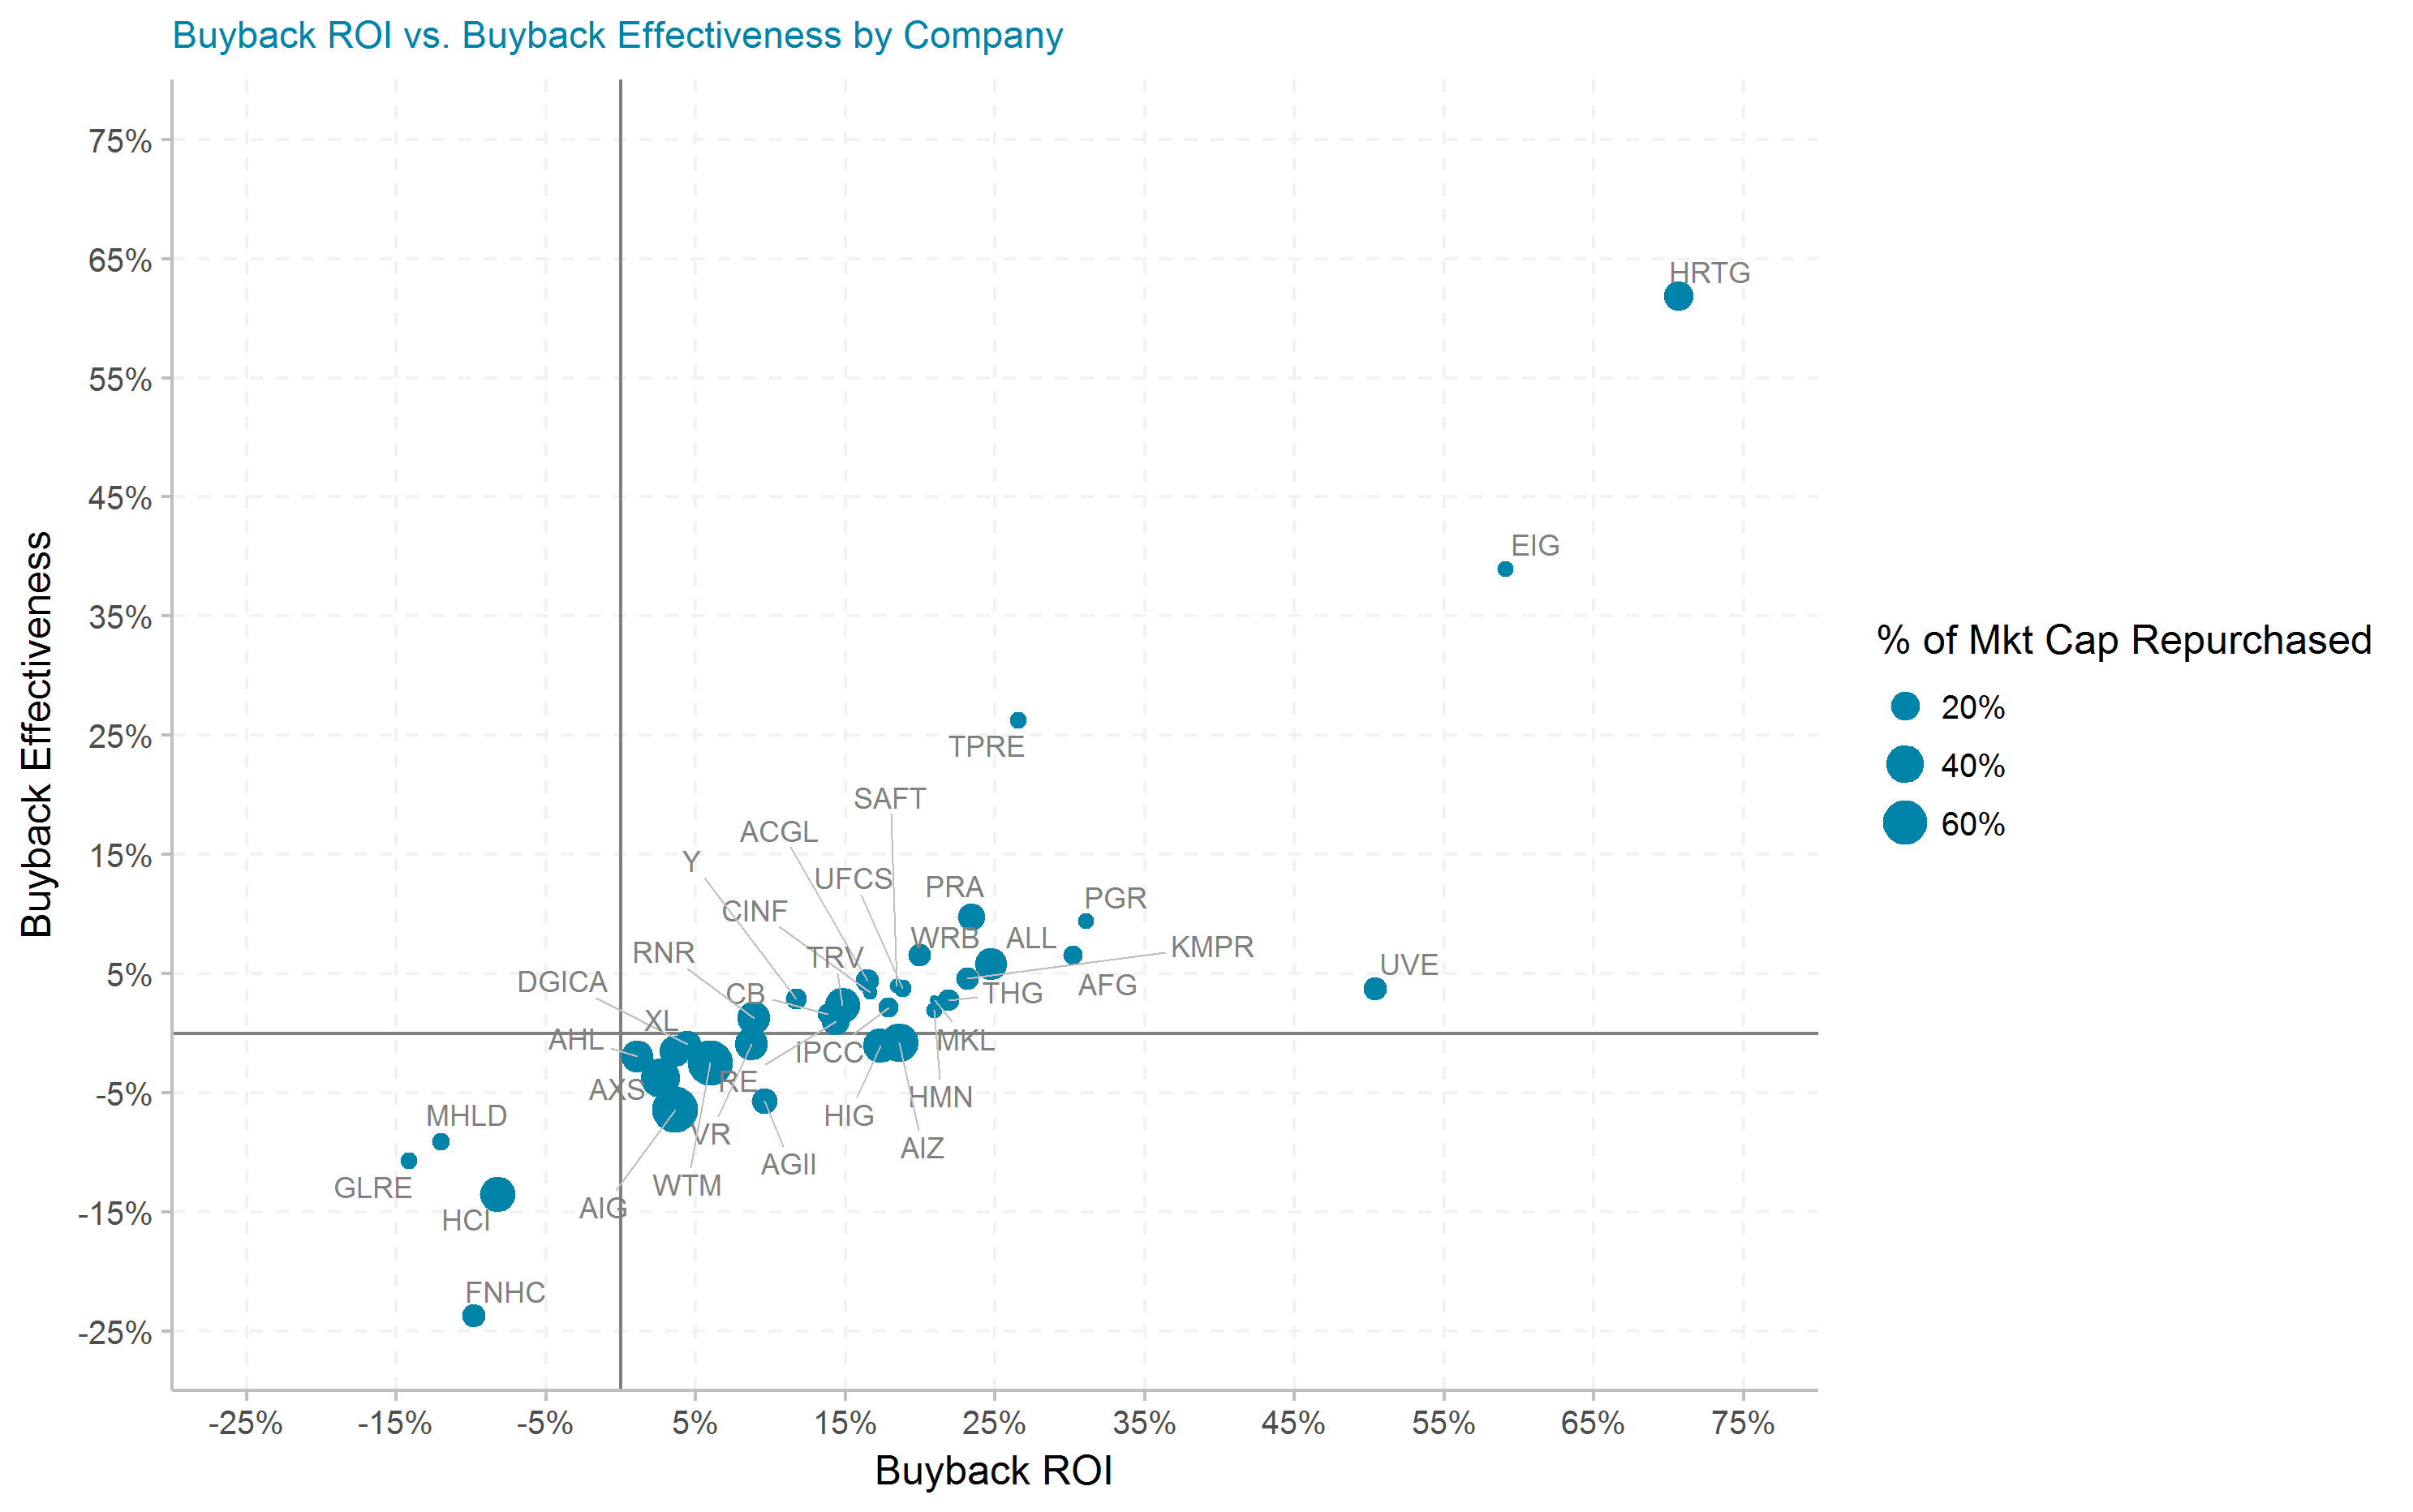 Buyback ROI vs. Buyback Effectiveness by Company
75%
65%
55%
45%
35%
25%
15%
5%
-5%
-15%
-25%
Buyback Effectiveness
HRTG
EIG
TPRE
SAFT
ACGL
Y
UFCS
PRA
PGR
CINF
WRB
ALL
KMPR
RNR
TRV
UVE
DGICA
CB
THG
AFG
XL
AHL
IPCC
MKL
AXS
RE
HMN
MHLD
HIG
VR
AIZ
AGII
GLRE
WTM
HCI
AIG
FNHC
-25%
-15%
-5%
5%
15%
25%
35%
45%
55%
65%
75%
Buyback ROI
% of Mkt Cap Repurchased
20%
40%
60%